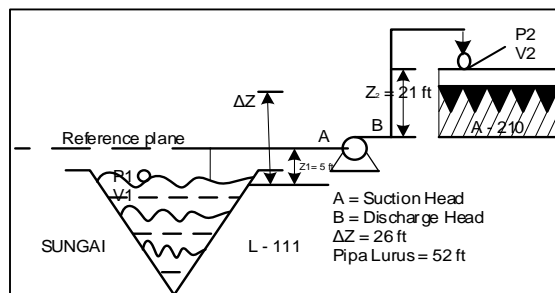 P2
V2
ΔZ
Z₂ = 21 ft
B
A - 210
Reference plane
A
Z1= 5 ft
P1
V1
A = Suction Head
B = Discharge Head
SUNGAI
L - 111
ΔZ = 26 ft
Pipa Lurus = 52 ft